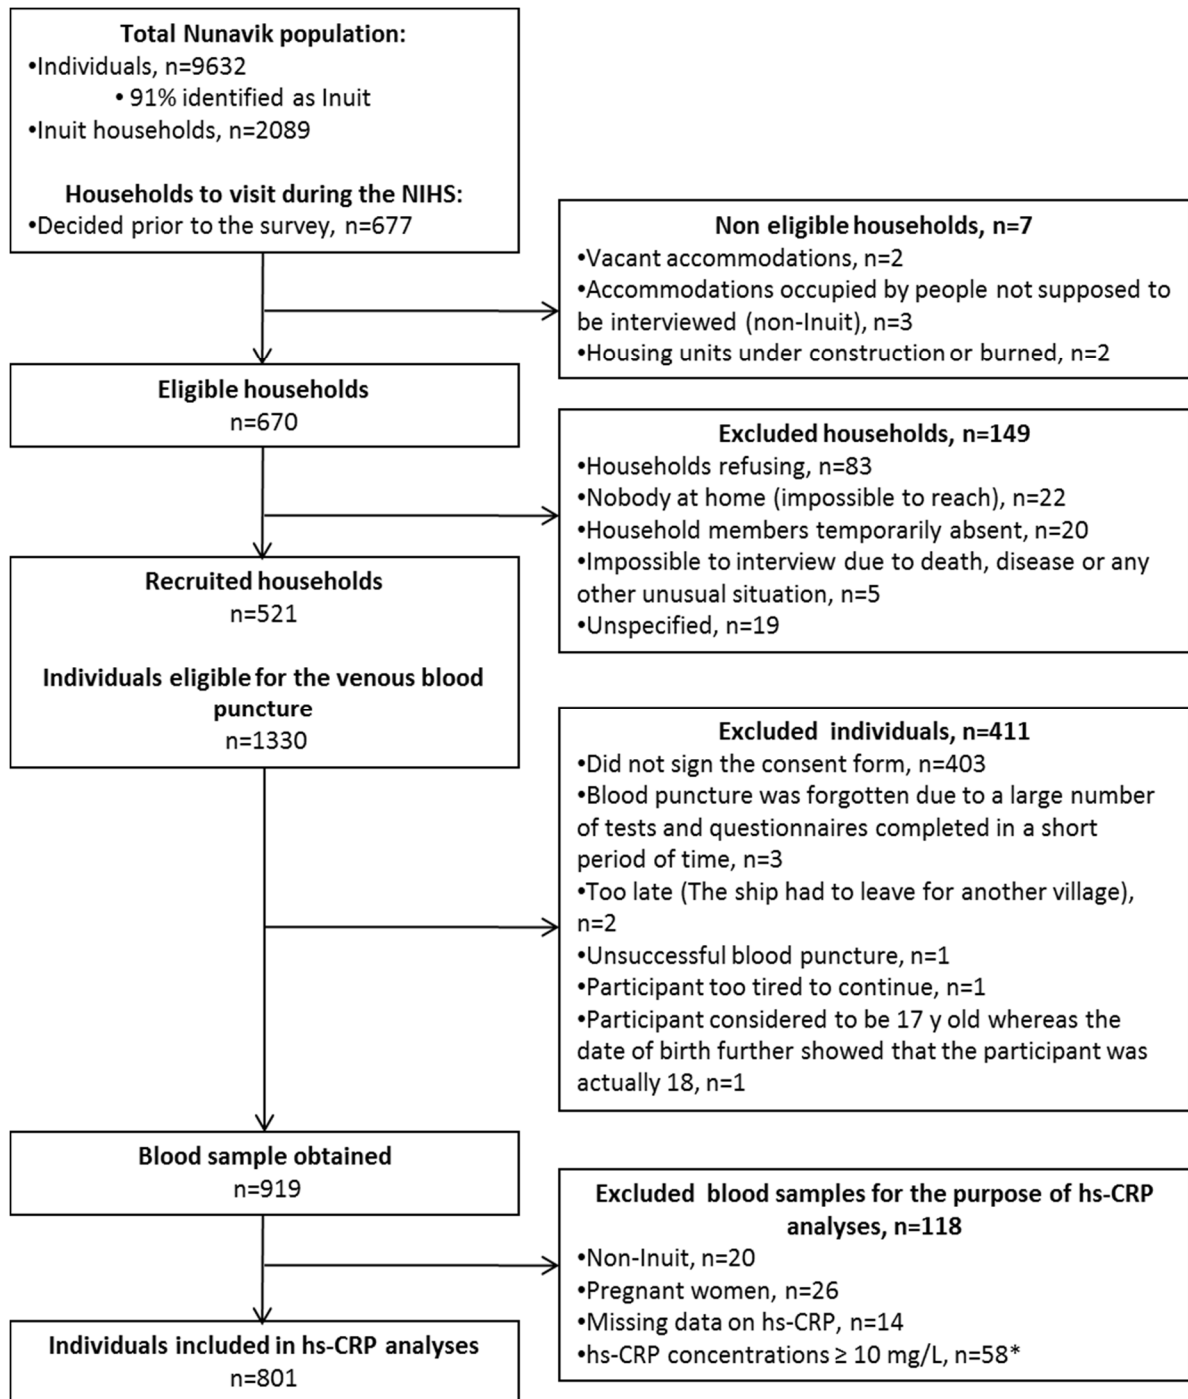 Total Nunavik population:
•Individuals, n=9632
• 91% identified as Inuit
•Inuit households, n=2089
Households to visit during the NIHS:
•Decided prior to the survey, n=677
Non eligible households, n=7
•Vacant accommodations, n=2
•Accommodations occupied by people not supposed to
be interviewed (non-Inuit), n=3
•Housing units under construction or burned, n=2
Eligible households
n=670
Excluded households, n=149
•Households refusing, n=83
•Nobody at home (impossible to reach), n=22
•Household members temporarily absent, n=20
•Impossible to interview due to death, disease or any
other unusual situation, n=5
•Unspecified, n=19
Recruited households
n=521
Individuals eligible for the venous blood
puncture
n=1330
Excluded individuals, n=411
•Did not sign the consent form, n=403
•Blood puncture was forgotten due to a large number
of tests and questionnaires completed in a short
period of time, n=3
•Too late (The ship had to leave for another village),
n=2
•Unsuccessful blood puncture, n=1
•Participant too tired to continue, n=1
•Participant considered to be 17 y old whereas the
date of birth further showed that the participant was
actually 18, n=1
Blood sample obtained
n=919
Excluded blood samples for the purpose of hs-CRP
analyses, n=118
•Non-Inuit, n=20
•Pregnant women, n=26
•Missing data on hs-CRP, n=14
•hs-CRP concentrations ≥ 10 mg/L, n=58*
Individuals included in hs-CRP analyses
n=801